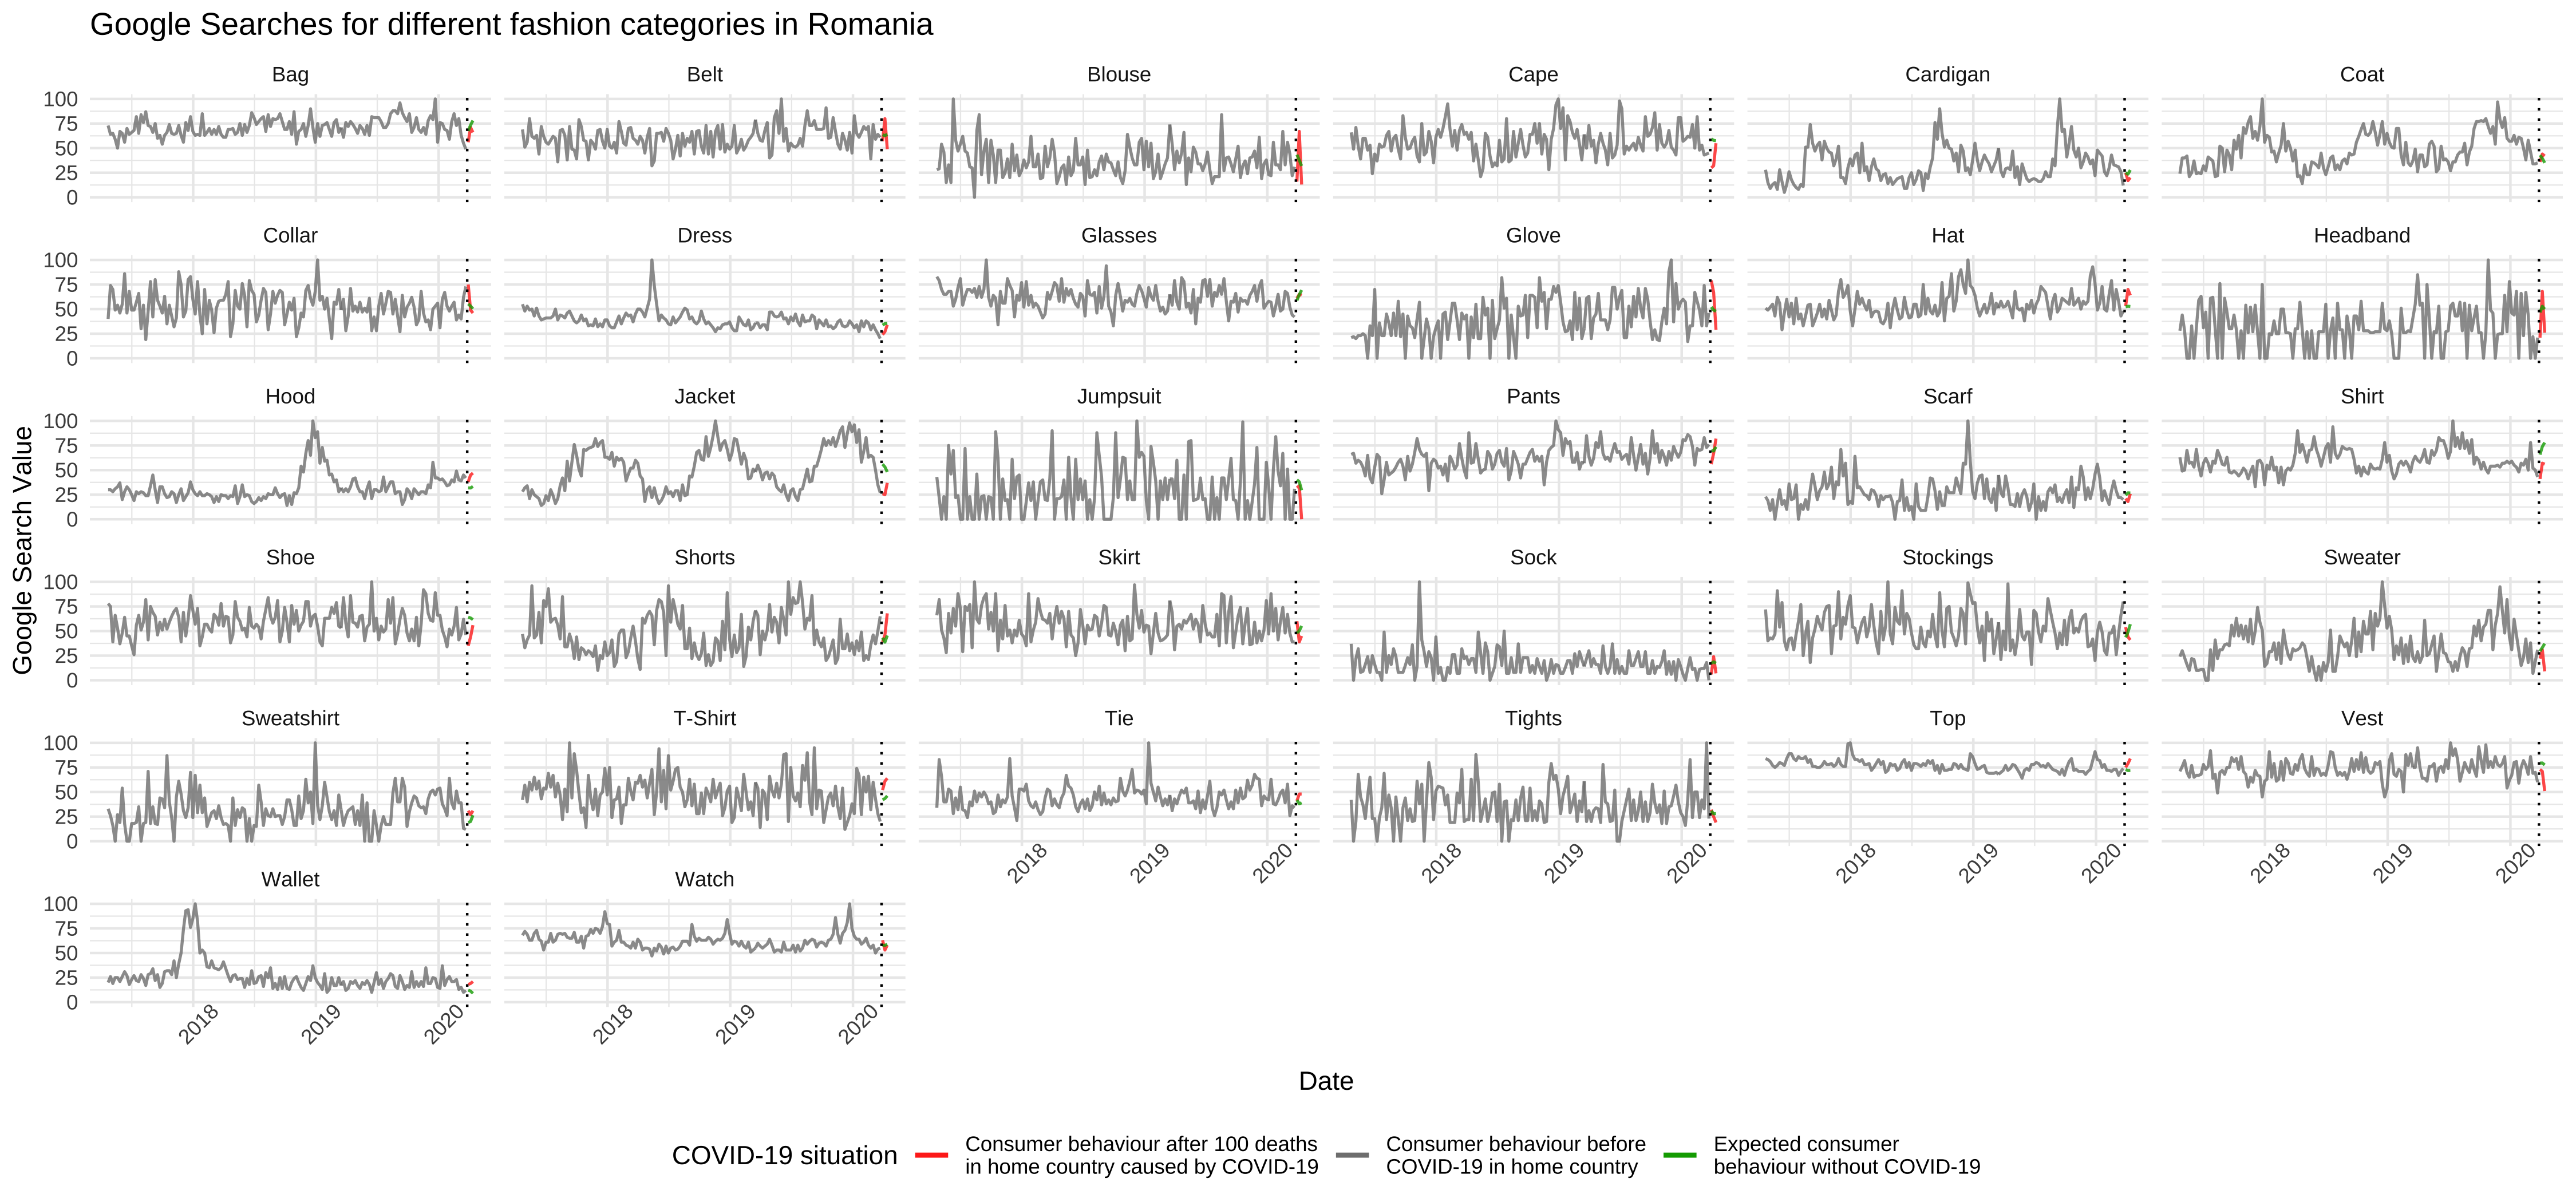 Google Searches for different fashion categories in Romania
Bag Belt Blouse Cape Cardigan Coat
100
75
50
25
0
Collar Dress Glasses Glove Hat Headband
100
75
50
25
0
Hood Jacket Jumpsuit Pants Scarf Shirt
100
75
50
25
0
Shoe Shorts Skirt Sock Stockings Sweater
100
75
50
25
0
Sweatshirt T-Shirt Tie Tights Top Vest
100
75
50
25
0
2018 2019 2020 2018 2019 2020 2018 2019 2020 2018 2019 2020
Wallet Watch
100
75
50
25
0
2018 2019 2020 2018 2019 2020
Google Search Value
Date
COVID-19 situation
Consumer behaviour after 100 deaths
in home country caused by COVID-19
Consumer behaviour before
COVID-19 in home country
Expected consumer
behaviour without COVID-19